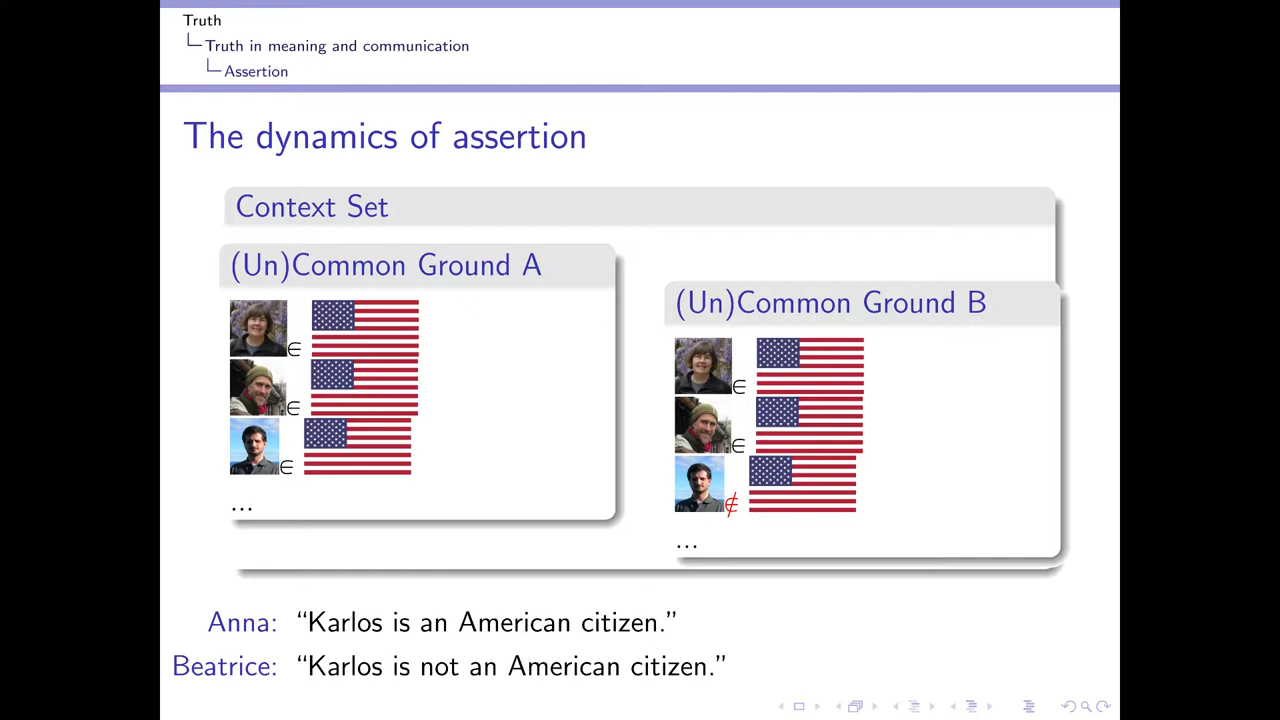 Truth
Truth in meaning and communication
Assertion
The dynamics of assertion
Context Set
(Un)Common Ground A
∈
∈
∈
...
(Un)Common Ground B
∈
∈
∉
...
Anna: “Karlos is an American citizen.”
Beatrice: “Karlos is not an American citizen.”